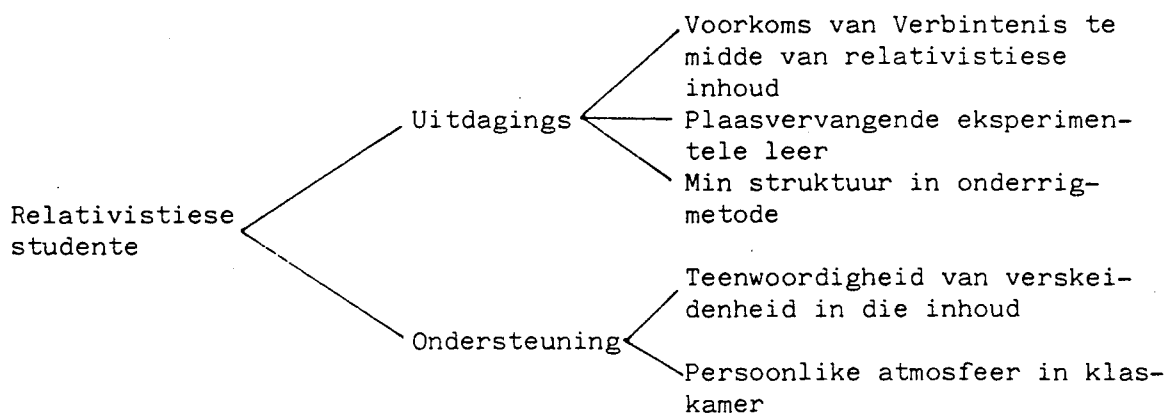 Voorkoms van Verbintenis te
midde van relativistiese
inhoud
Uitdagings
Plaasvervangende eksperimen-
tele leer
Min struktuur in onderrig-
metode
Relativistiese
studente
Teenwoordigheid van verskei-
denheid in die inhoud
Ondersteuning
Persoonlike atmosfeer in klas-
kamer